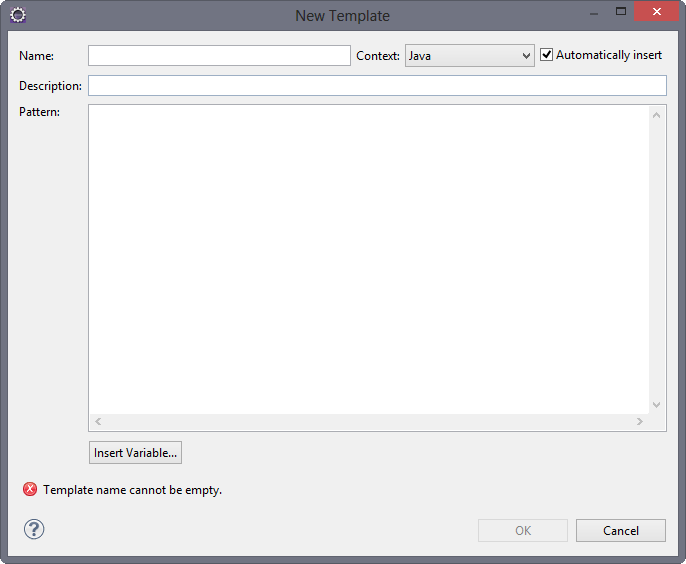 New Template
Name: Context: Java Automatically insert
Description:
Pattern:
Insert Variable...
Template name cannot be empty.
OK Cancel